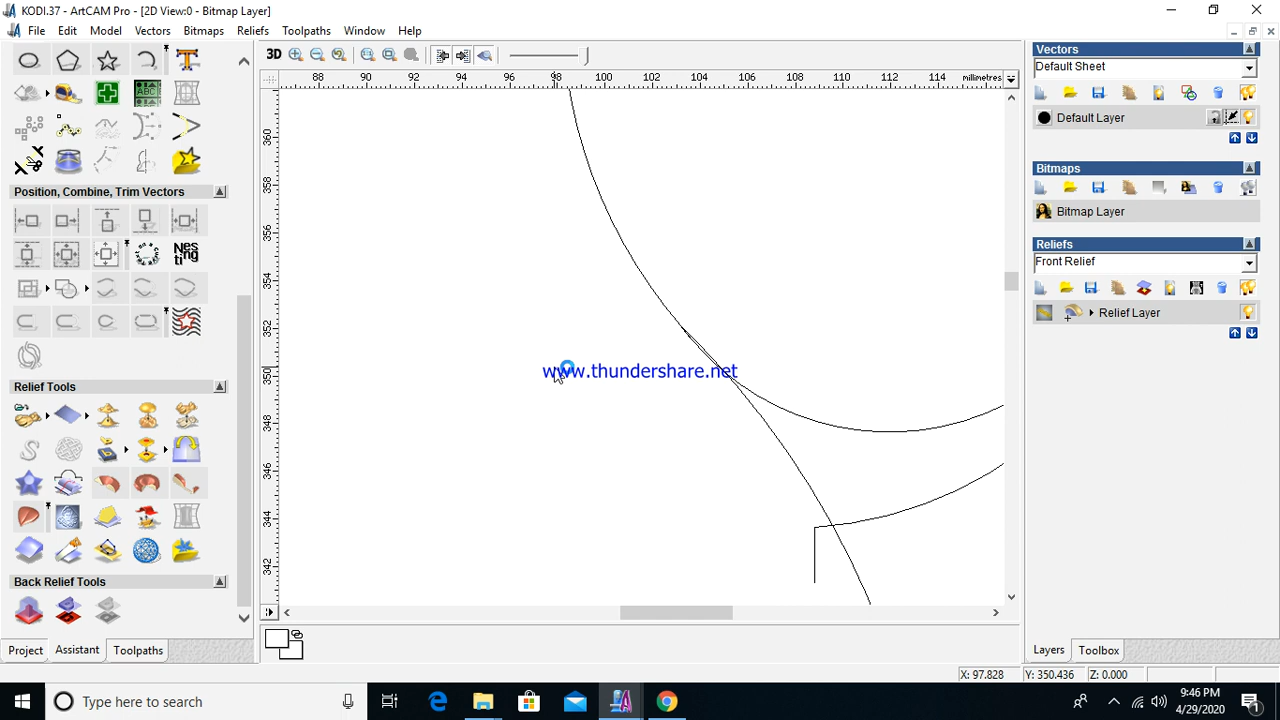 KODI.37 - ArtCAM Pro - [2D View:0 - Bitmap Layer]
File Edit Model Vectors Bitmaps Reliefs Toolpaths Window Help
3D
88 90 92 94 96 98 100 102 104 106 108 110 112 114 millimetres
360
358
356
354
352
350
348
346
344
342
ABC
Position, Combine, Trim Vectors
Nes
ting
Relief Tools
Back Relief Tools
Project Assistant Toolpaths
www.thundershare.net
Vectors
Default Sheet
Default Layer
Bitmaps
Bitmap Layer
Reliefs
Front Relief
Relief Layer
Layers Toolbox
X: 97.828 Y: 350.436 Z: 0.000
Type here to search
9:46 PM
4/29/2020
1